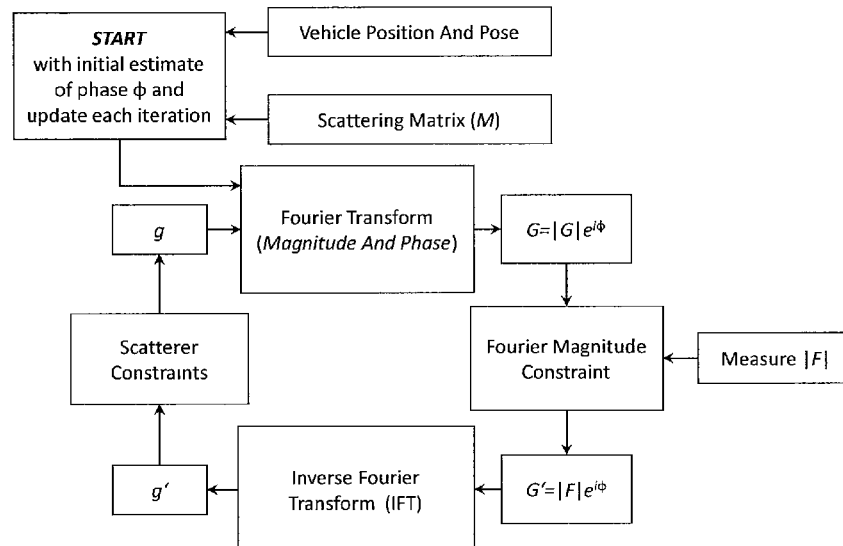 START
with initial estimate
of phase ϕ and
update each iteration
Vehicle Position And Pose
Scattering Matrix (M)
Fourier Transform
(Magnitude And Phase)
g
G=|G|e^{iϕ}
Scatterer
Constraints
Fourier Magnitude
Constraint
Measure |F|
g'
Inverse Fourier
Transform (IFT)
G'=|F|e^{iϕ}